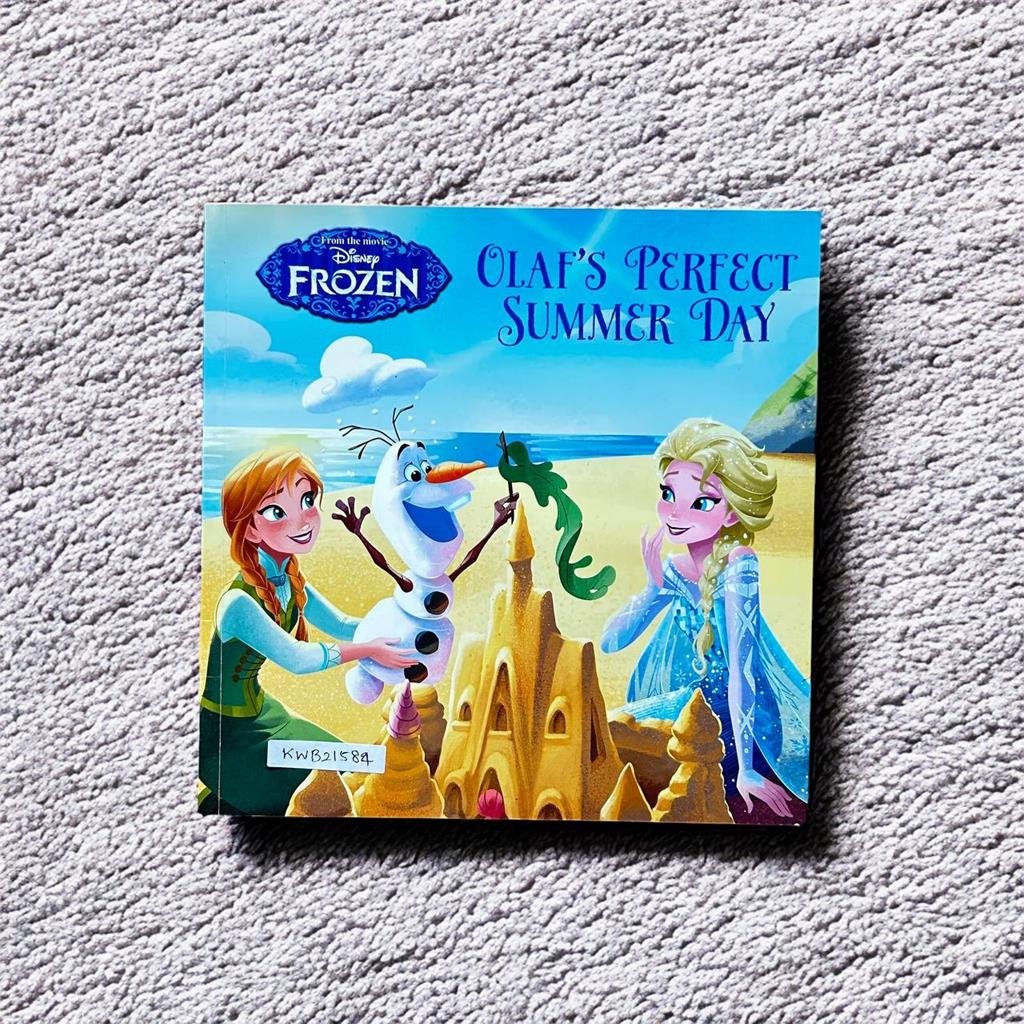 From the movie
Disney
FROZEN
OLAF'S PERFECT
SUMMER DAY
KWB21584